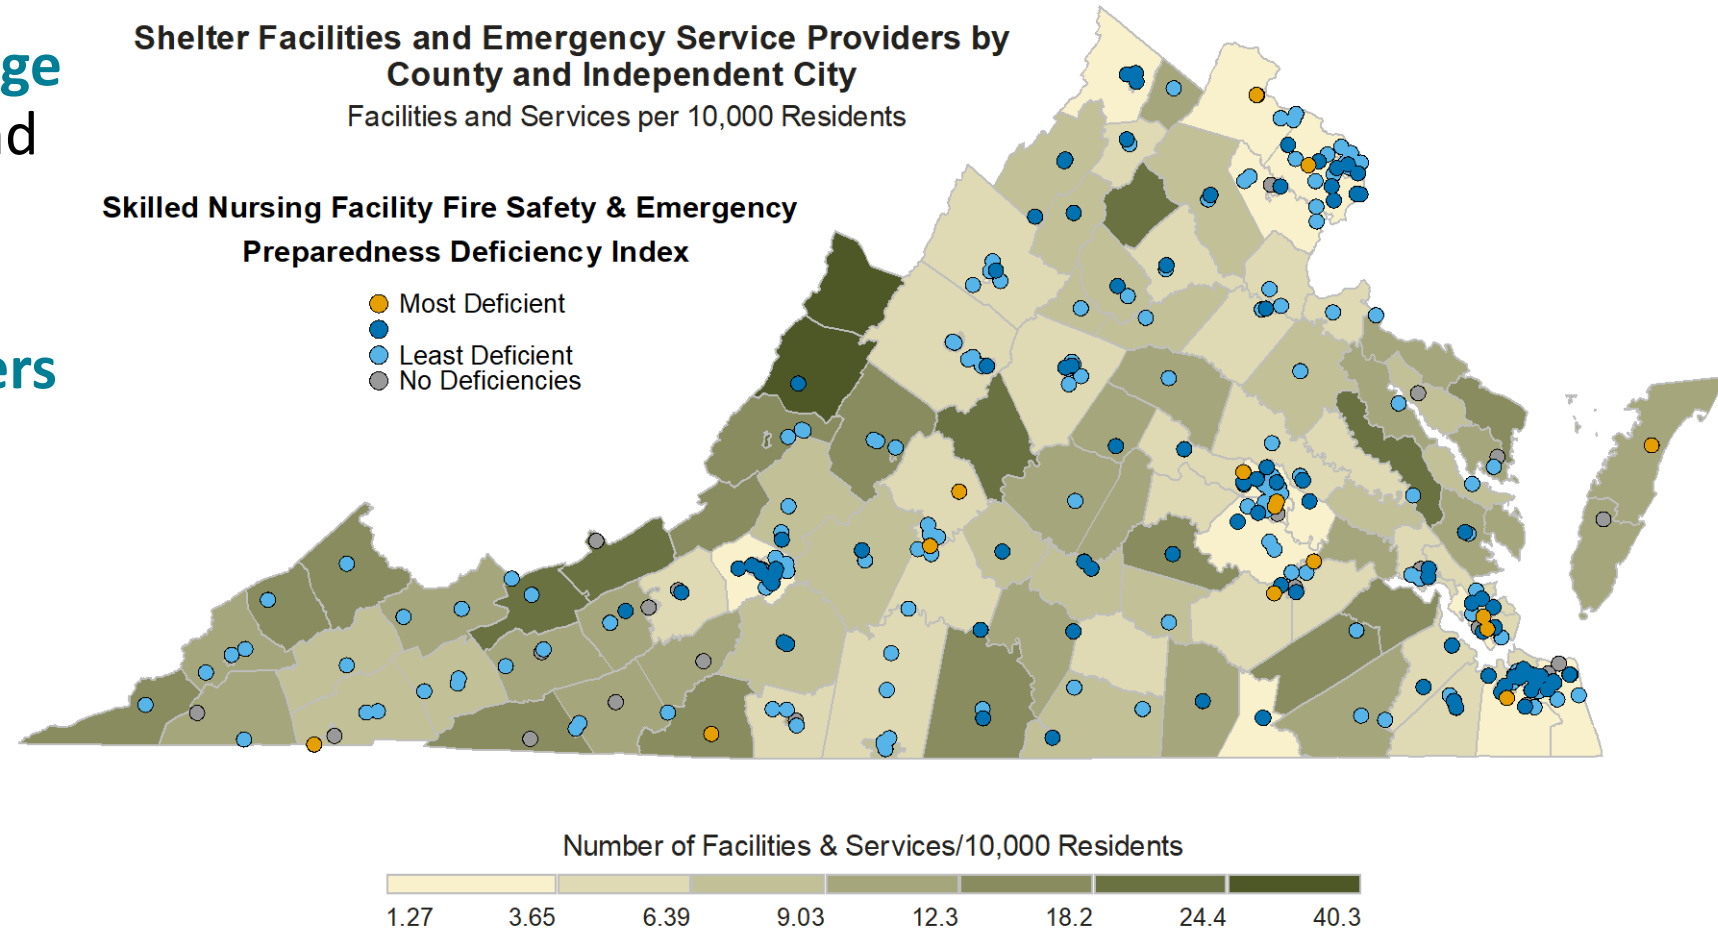 ge
nd
ers
Shelter Facilities and Emergency Service Providers by
County and Independent City
Facilities and Services per 10,000 Residents
Skilled Nursing Facility Fire Safety & Emergency
Preparedness Deficiency Index
Most Deficient
Least Deficient
No Deficiencies
Number of Facilities & Services/10,000 Residents
1.27 3.65 6.39 9.03 12.3 18.2 24.4 40.3